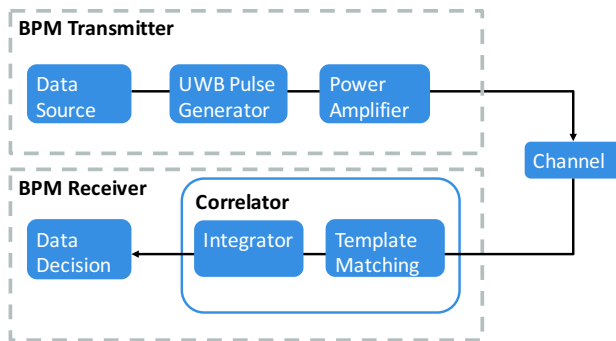 BPM Transmitter
Data
Source
UWB Pulse
Generator
Power
Amplifier
Channel
BPM Receiver
Correlator
Data
Decision
Integrator
Template
Matching